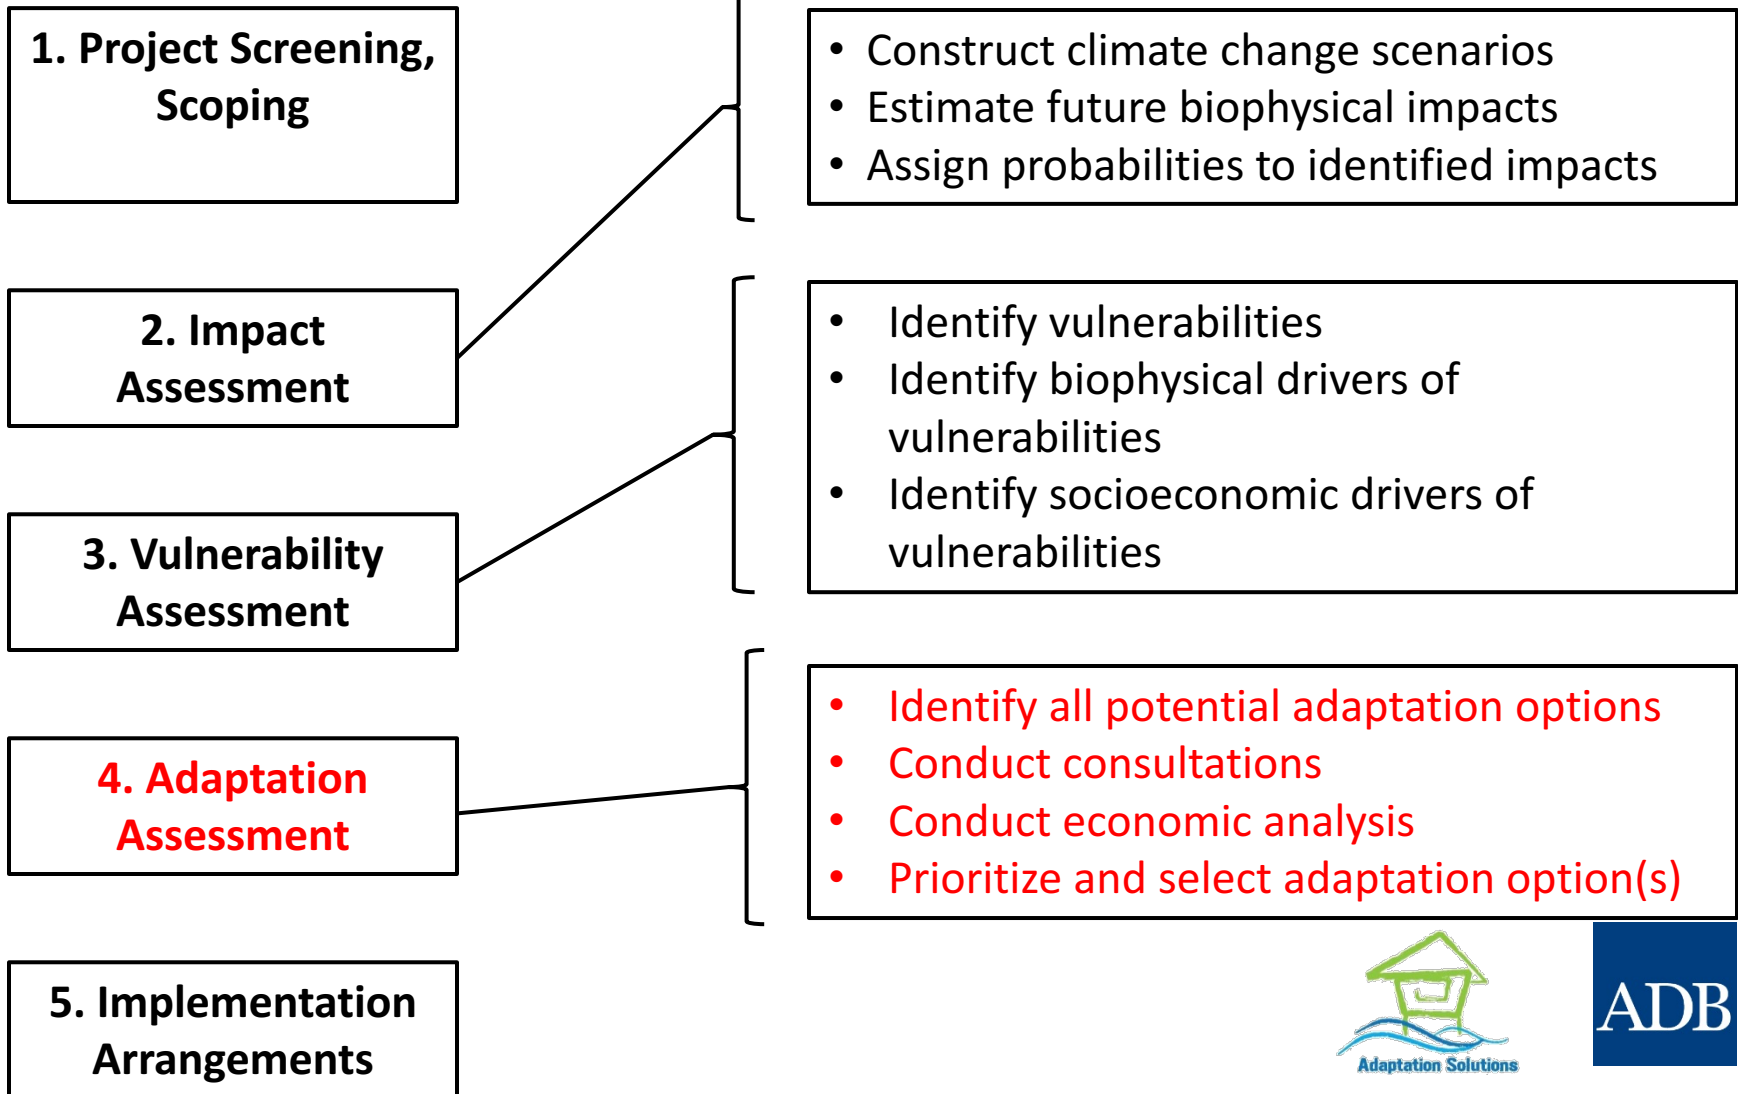 1. Project Screening,
Scoping
• Construct climate change scenarios
• Estimate future biophysical impacts
• Assign probabilities to identified impacts
2. Impact
Assessment
• Identify vulnerabilities
• Identify biophysical drivers of
vulnerabilities
• Identify socioeconomic drivers of
vulnerabilities
3. Vulnerability
Assessment
• Identify all potential adaptation options
• Conduct consultations
• Conduct economic analysis
• Prioritize and select adaptation option(s)
4. Adaptation
Assessment
5. Implementation
Arrangements
Adaptation Solutions
ADB